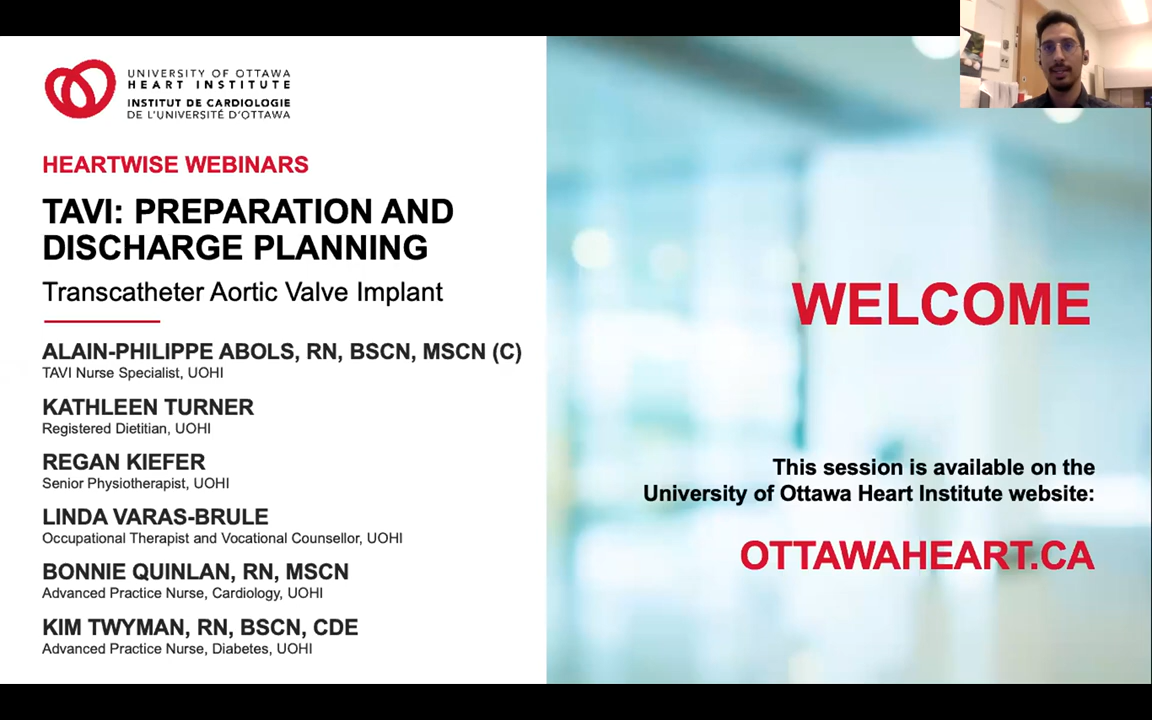 UNIVERSITY OF OTTAWA
HEART INSTITUTE
INSTITUT DE CARDIOLOGIE
DE L'UNIVERSITÉ D'OTTAWA
HEARTWISE WEBINARS
TAVI: PREPARATION AND
DISCHARGE PLANNING
Transcatheter Aortic Valve Implant
ALAIN-PHILIPPE ABOLS, RN, BSCN, MSCN (C)
TAVI Nurse Specialist, UOHI
KATHLEEN TURNER
Registered Dietitian, UOHI
REGAN KIEFER
Senior Physiotherapist, UOHI
LINDA VARAS-BRULE
Occupational Therapist and Vocational Counsellor, UOHI
BONNIE QUINLAN, RN, MSCN
Advanced Practice Nurse, Cardiology, UOHI
KIM TWYMAN, RN, BSCN, CDE
Advanced Practice Nurse, Diabetes, UOHI
WELCOME
This session is available on the
University of Ottawa Heart Institute website:
OTTAWAHEART.CA